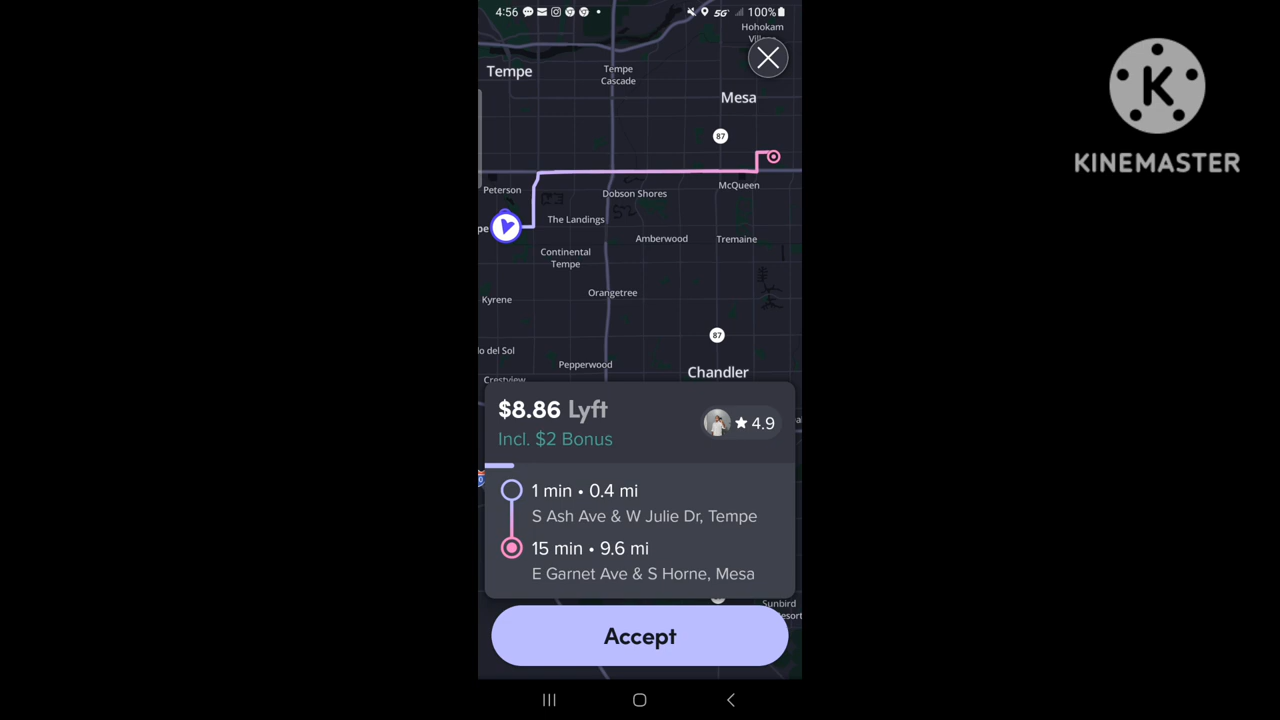 4:56
5G
100%
Hohokam
Tempe
Tempe
Cascade
Mesa
87
KINEMASTER
Peterson
McQueen
Dobson Shores
The Landings
Amberwood
Tremaine
Continental
Tempe
Orangetree
Kyrene
87
lo del Sol
Pepperwood
Chandler
Crestview
$8.86 Lyft
Incl. $2 Bonus
4.9
1 min • 0.4 mi
S Ash Ave & W Julie Dr, Tempe
15 min • 9.6 mi
E Garnet Ave & S Horne, Mesa
Sunbird
Accept